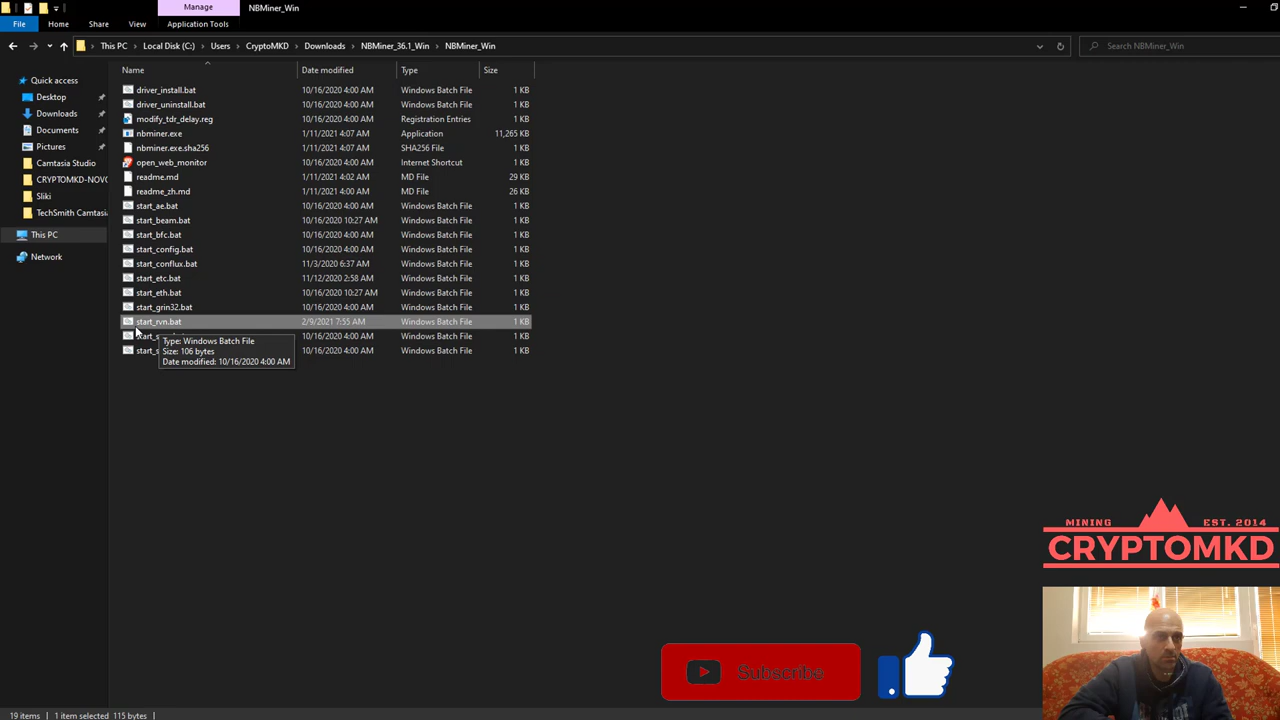 Manage
NBMiner_Win
File
Home
Share
View
Application Tools
This PC
Local Disk (C:)
Users
CryptoMKD
Downloads
NBMiner_36.1_Win
NBMiner_Win
Search NBMiner_Win
Quick access
Desktop
Downloads
Documents
Pictures
Camtasia Studio
CRYPTOMKD-NOVO
Sliki
TechSmith Camtasia
This PC
Network
Name Date modified Type Size
driver_install.bat 10/16/2020 4:00 AM Windows Batch File 1 KB
driver_uninstall.bat 10/16/2020 4:00 AM Windows Batch File 1 KB
modify_tdr_delay.reg 10/16/2020 4:00 AM Registration Entries 1 KB
nbminer.exe 1/11/2021 4:07 AM Application 11,265 KB
nbminer.exe.sha256 1/11/2021 4:07 AM SHA256 File 1 KB
open_web_monitor 10/16/2020 4:00 AM Internet Shortcut 1 KB
readme.md 1/11/2021 4:02 AM MD File 29 KB
readme_zh.md 1/11/2021 4:00 AM MD File 26 KB
start_ae.bat 10/16/2020 4:00 AM Windows Batch File 1 KB
start_beam.bat 10/16/2020 10:27 AM Windows Batch File 1 KB
start_bfc.bat 10/16/2020 4:00 AM Windows Batch File 1 KB
start_config.bat 10/16/2020 4:00 AM Windows Batch File 1 KB
start_conflux.bat 11/3/2020 6:37 AM Windows Batch File 1 KB
start_etc.bat 11/12/2020 2:58 AM Windows Batch File 1 KB
start_eth.bat 10/16/2020 10:27 AM Windows Batch File 1 KB
start_grin32.bat 10/16/2020 4:00 AM Windows Batch File 1 KB
start_rvn.bat 2/9/2021 7:55 AM Windows Batch File 1 KB
10/16/2020 4:00 AM Windows Batch File 1 KB
10/16/2020 4:00 AM Windows Batch File 1 KB
Type: Windows Batch File
Size: 106 bytes
Date modified: 10/16/2020 4:00 AM
MINING EST. 2014
CRYPTOMKD
Subscribe
19 items 1 item selected 115 bytes